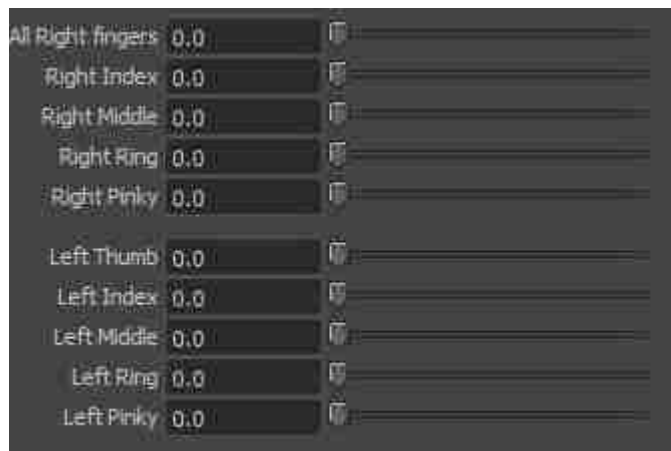 All Right fingers 0.0
Right Index 0.0
Right Middle 0.0
Right Ring 0.0
Right Pinky 0.0
Left Thumb 0.0
Left Index 0.0
Left Middle 0.0
Left Ring 0.0
Left Pinky 0.0